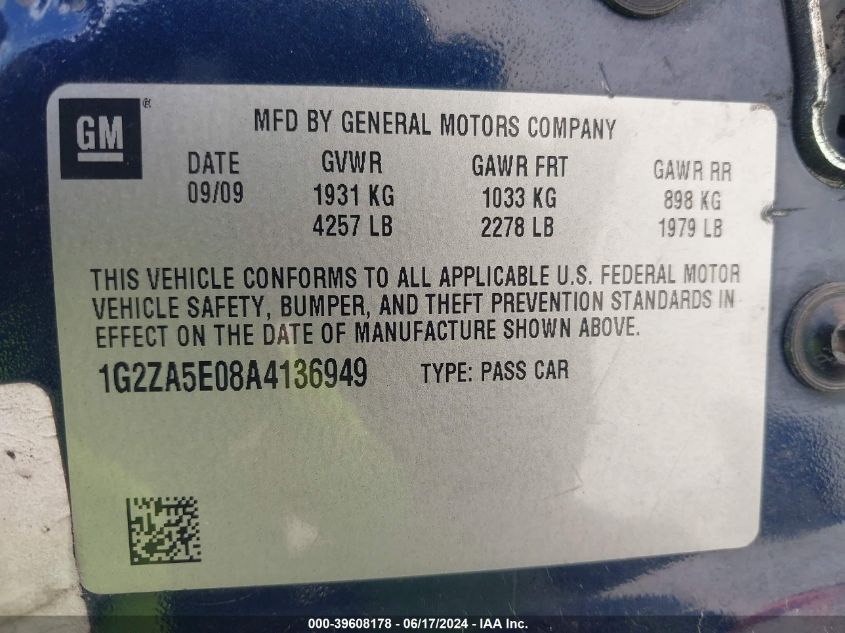 GM®
MFD BY GENERAL MOTORS COMPANY
DATE GVWR GAWR FRT GAWR RR
09/09 1931 KG 1033 KG 898 KG
4257 LB 2278 LB 1979 LB
THIS VEHICLE CONFORMS TO ALL APPLICABLE U.S. FEDERAL MOTOR
VEHICLE SAFETY, BUMPER, AND THEFT PREVENTION STANDARDS IN
EFFECT ON THE DATE OF MANUFACTURE SHOWN ABOVE.
1G2ZA5E08A4136949 TYPE: PASS CAR
000-39608178 - 06/17/2024 - IAA Inc.